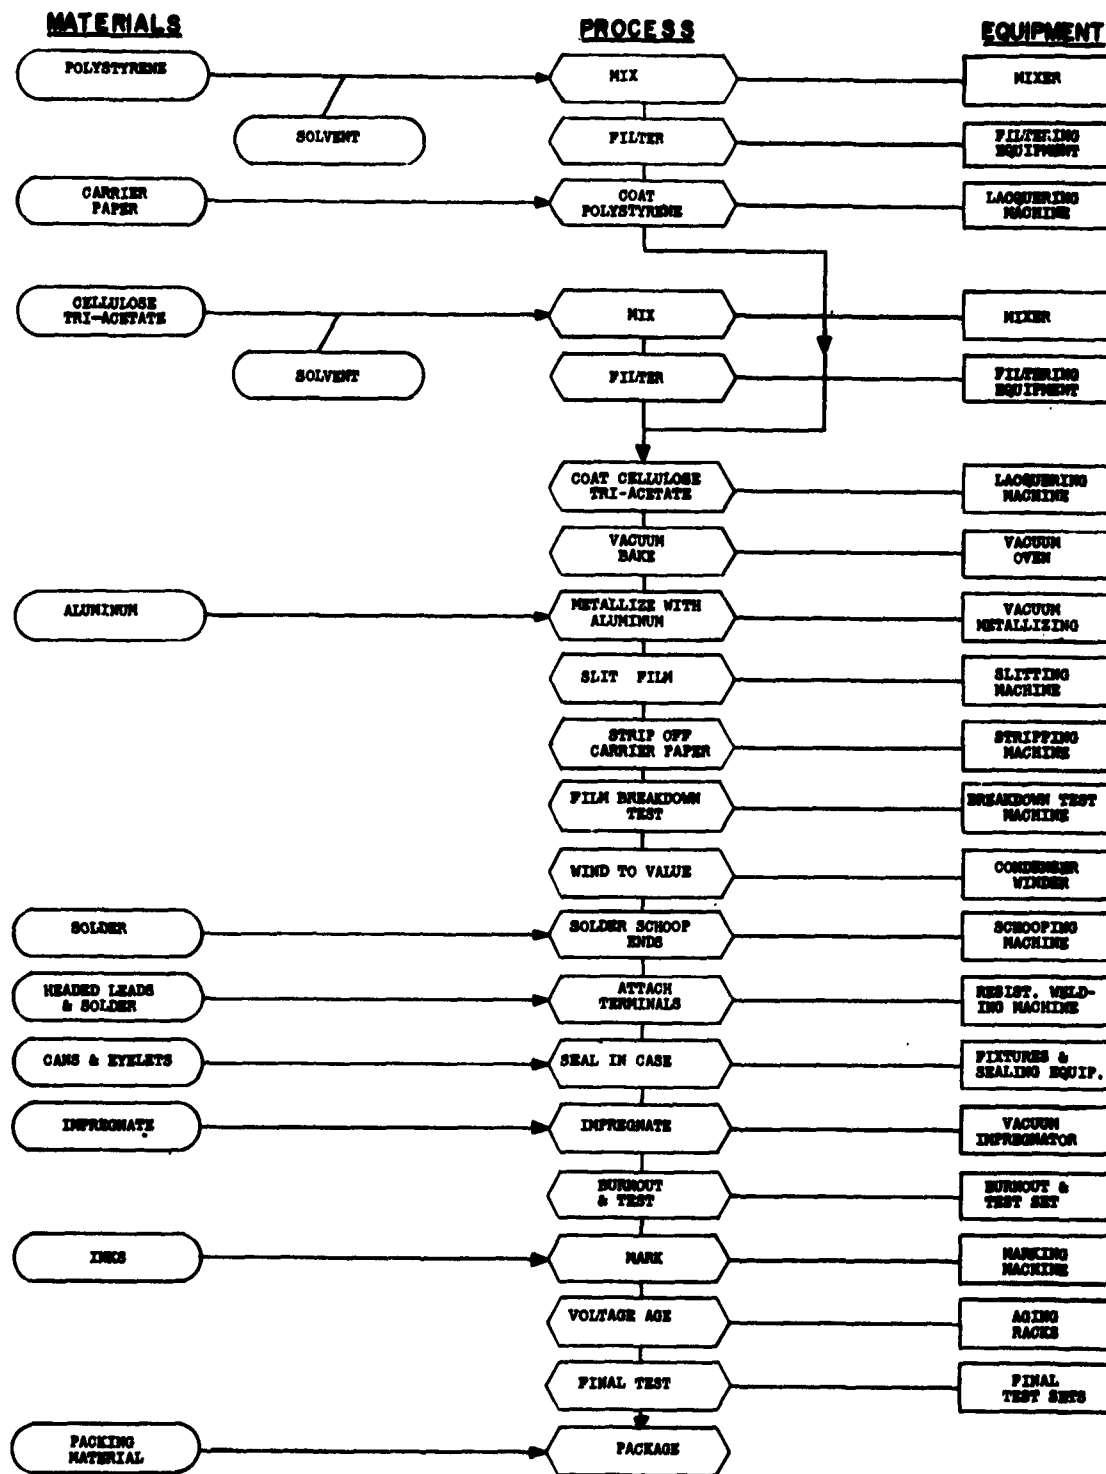 MATERIALS
PROCESS
EQUIPMENT
POLYSTYRENE
MIX
MIXER
SOLVENT
FILTER
FILTERING
EQUIPMENT
CARRIER
PAPER
COAT
POLYSTYRENE
LACQUERING
MACHINE
CELLULOSE
TRI-ACETATE
MIX
MIXER
SOLVENT
FILTER
FILTERING
EQUIPMENT
COAT CELLULOSE
TRI-ACETATE
LACQUERING
MACHINE
VACUUM
BAKE
VACUUM
OVEN
ALUMINUM
METALLIZE WITH
ALUMINUM
VACUUM
METALLIZING
SLIT FILM
SLITTING
MACHINE
STRIP OFF
CARRIER PAPER
STRIPPING
MACHINE
FILM BREAKDOWN
TEST
BREAKDOWN TEST
MACHINE
WIND TO VALUE
CONDENSER
WINDER
SOLDER
SOLDER SCHOOP
ENDS
SCHOOPING
MACHINE
HEADED LEADS
& SOLDER
ATTACH
TERMINALS
RESIST. WELD-
ING MACHINE
CANS & EYELETS
SEAL IN CASE
FIXTURES &
SEALING EQUIP.
IMPREGNATE
IMPREGNATE
VACUUM
IMPREGNATOR
BURNOUT
& TEST
BURNOUT &
TEST SET
INKS
MARK
MARKING
MACHINE
VOLTAGE AGE
AGING
RACKS
FINAL TEST
FINAL
TEST SETS
PACKING
MATERIAL
PACKAGE